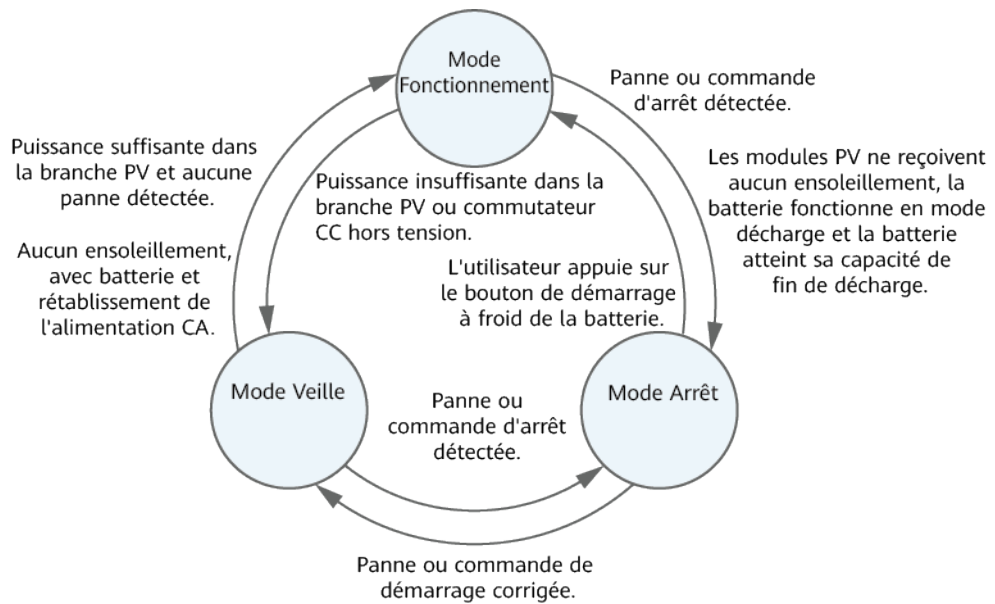 Mode
Fonctionnement
Panne ou commande
d'arrêt détectée.
Puissance suffisante dans
la branche PV et aucune
panne détectée.
Les modules PV ne reçoivent
aucun ensoleillement, la
batterie fonctionne en mode
décharge et la batterie
atteint sa capacité de
fin de décharge.
Puissance insuffisante dans la
branche PV ou commutateur
CC hors tension.
Aucun ensoleillement,
avec batterie et
rétablissement de
l'alimentation CA.
L'utilisateur appuie sur
le bouton de démarrage
à froid de la batterie.
Mode Veille
Mode Arrêt
Panne ou
commande d'arrêt
détectée.
Panne ou commande de
démarrage corrigée.